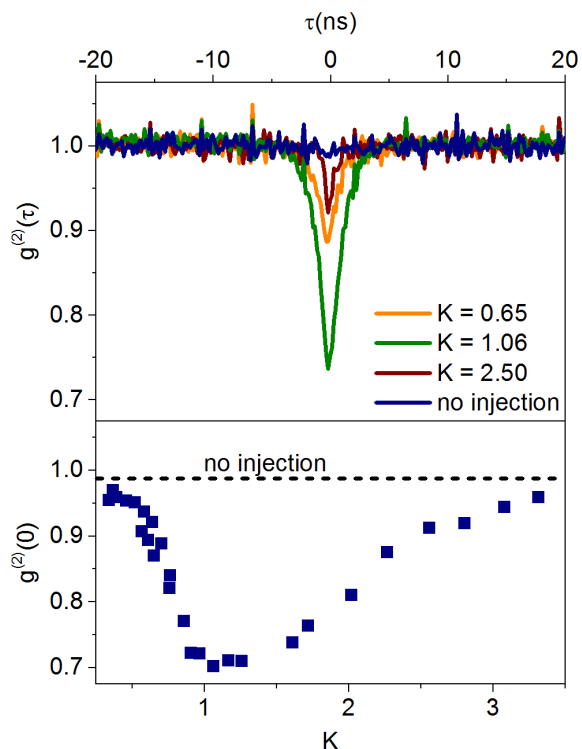 τ(ns)
-20 -10 0 10 20
1.0
0.9
0.8
0.7
g(2)(τ)
K = 0.65
K = 1.06
K = 2.50
no injection
no injection
1.0
0.9
0.8
0.7
g(2)(0)
1 2 3
K